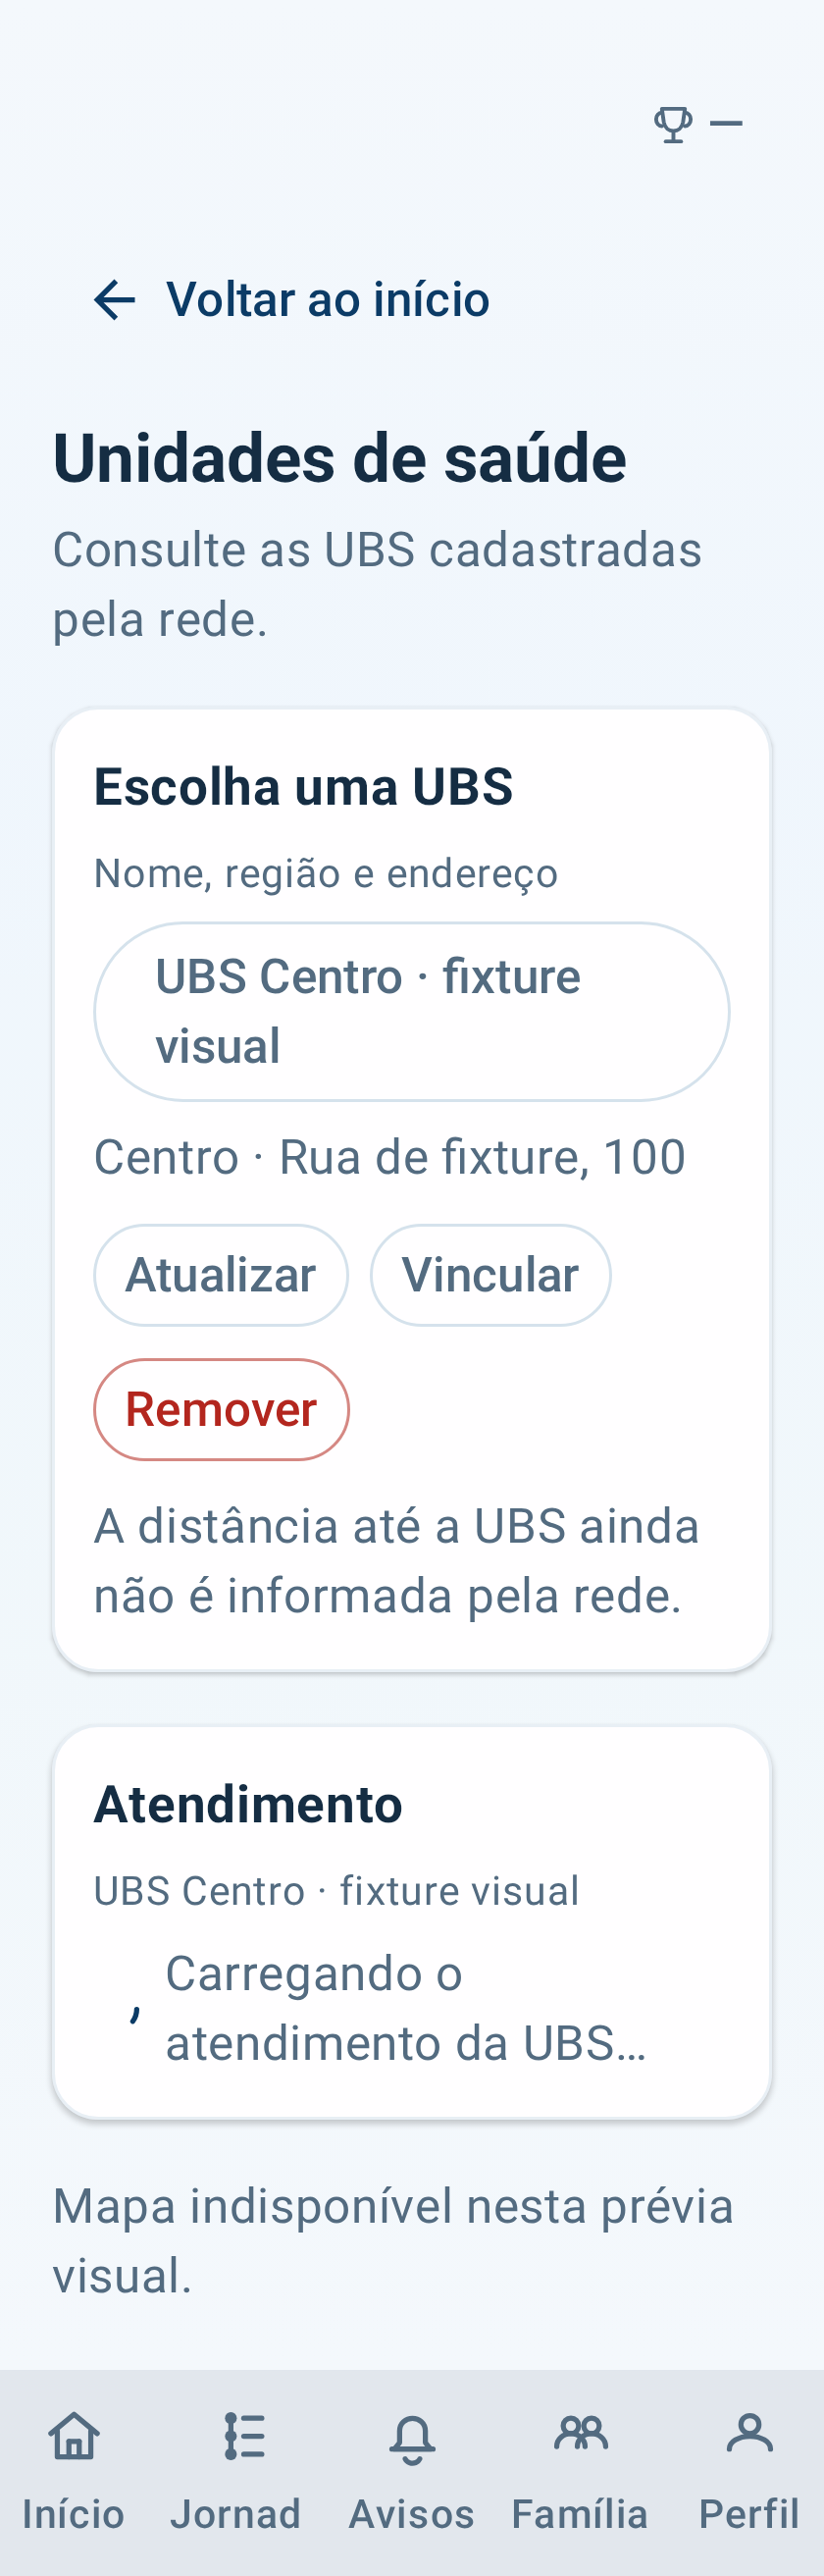 Voltar ao início
Unidades de saúde
Consulte as UBS cadastradas
pela rede.
Escolha uma UBS
Nome, região e endereço
UBS Centro · fixture
visual
Centro · Rua de fixture, 100
Atualizar
Vincular
Remover
A distância até a UBS ainda
não é informada pela rede.
Atendimento
UBS Centro · fixture visual
Carregando o
atendimento da UBS…
Mapa indisponível nesta prévia
visual.
Início
Jornad
Avisos
Família
Perfil